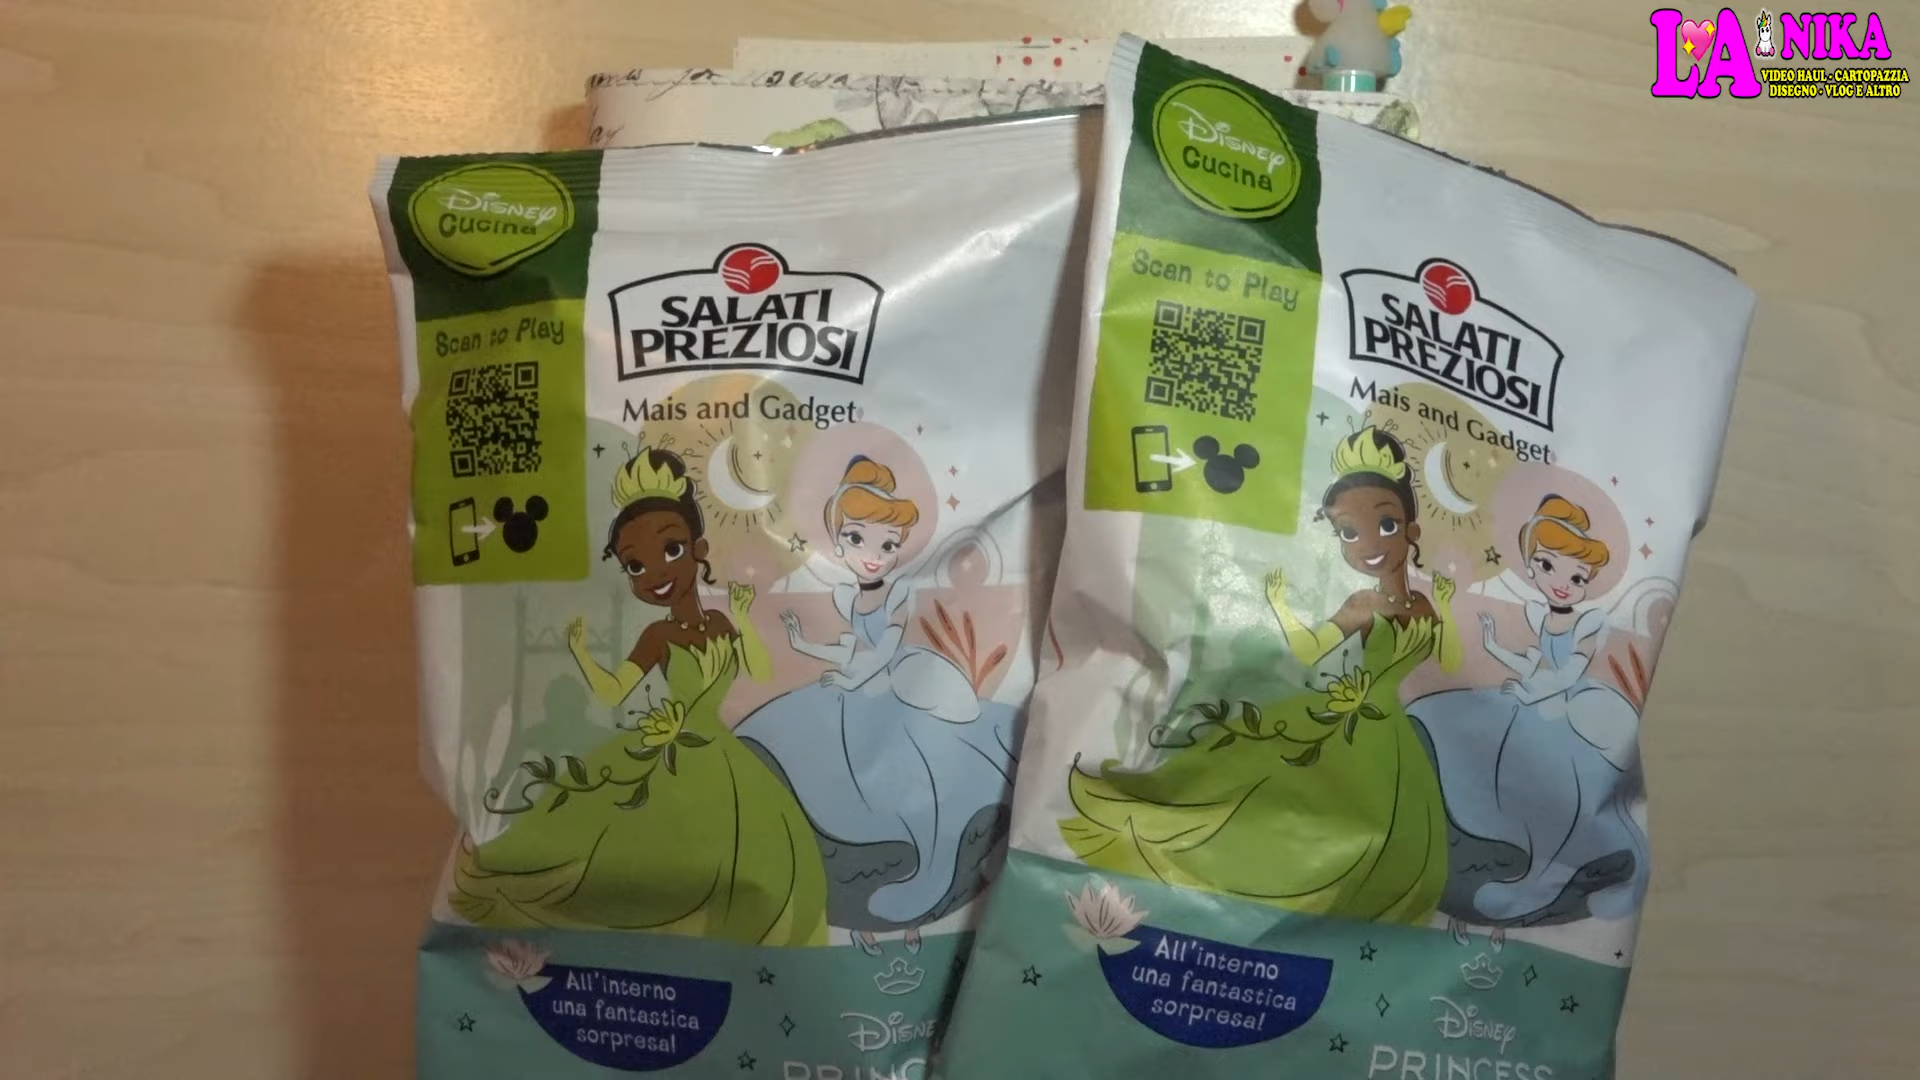 LA NIKA
VIDEO HAUL - CARTOPAZZIA
DISEGNO - VLOG E ALTRO
Disney
Cucina
Scan to Play
SALATI
PREZIOSI
Mais and Gadget
All'interno
una fantastica
sorpresa!
Disney
Cucina
Scan to Play
SALATI
PREZIOSI
Mais and Gadget
All'interno
una fantastica
sorpresa!
Disney
PRINCESS